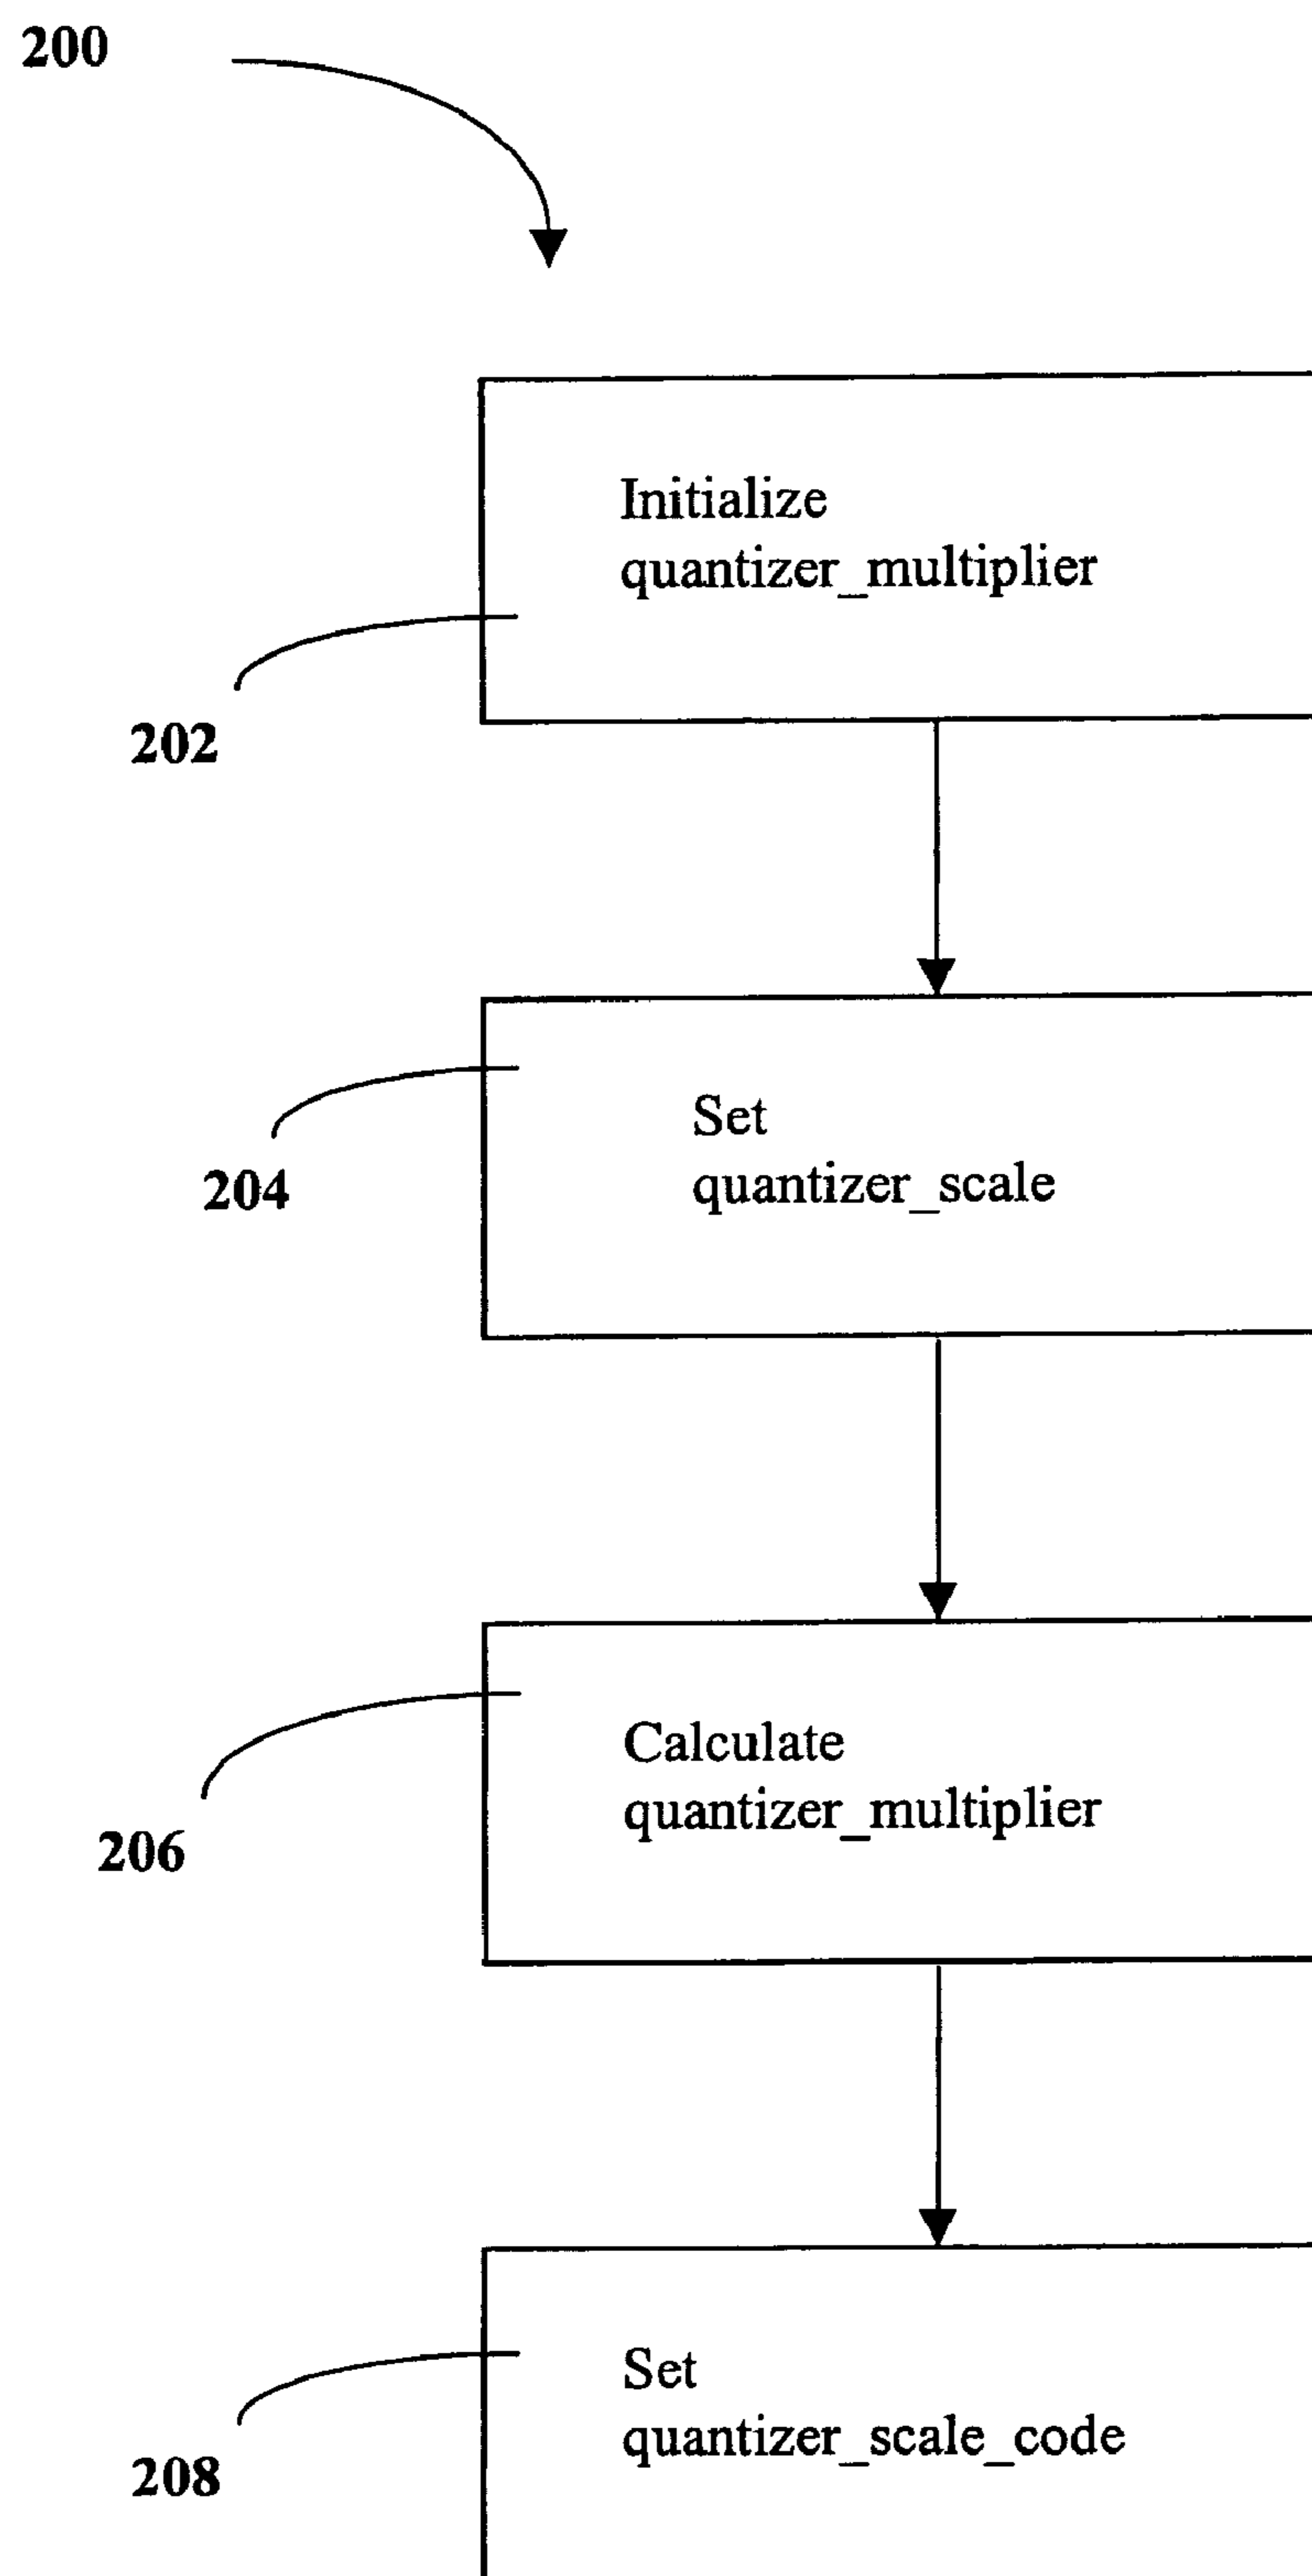 200
Initialize
quantizer_multiplier
202
Set
quantizer_scale
204
Calculate
quantizer_multiplier
206
Set
quantizer_scale_code
208